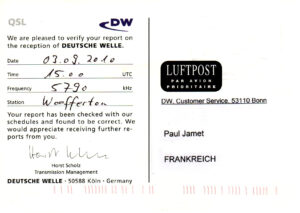 QSL DW
We are pleased to verify your report on
the reception of DEUTSCHE WELLE.
Date 03.09.2010
Time 15.00 UTC
Frequency 5790 kHz
Station Woofferton
Your report has been checked with our
schedules and found to be correct. We
would appreciate receiving further re-
ports from you.
Horst Scholz
Transmission Management
DEUTSCHE WELLE · 50588 Köln · Germany
LUFTPOST
PAR AVION
PRIORITAIRE
DW, Customer Service, 53110 Bonn
Paul Jamet
FRANKREICH